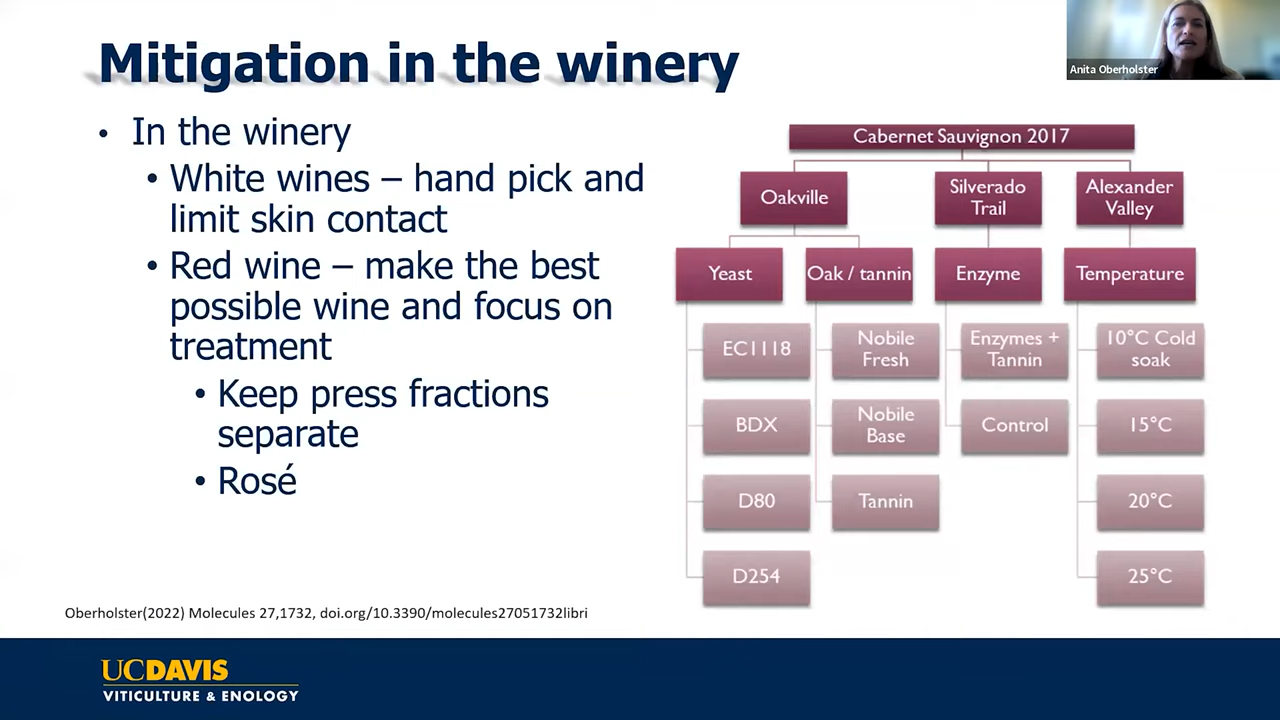 Mitigation in the winery
Anita Oberholster
• In the winery
• White wines – hand pick and
limit skin contact
• Red wine – make the best
possible wine and focus on
treatment
• Keep press fractions
separate
• Rosé
Cabernet Sauvignon 2017
Oakville
Silverado
Trail
Alexander
Valley
Yeast
Oak / tannin
Enzyme
Temperature
EC1118
Nobile
Fresh
Enzymes +
Tannin
10°C Cold
soak
BDX
Nobile
Base
Control
15°C
D80
Tannin
20°C
D254
25°C
Oberholster(2022) Molecules 27,1732, doi.org/10.3390/molecules27051732libri
UCDAVIS
VITICULTURE & ENOLOGY